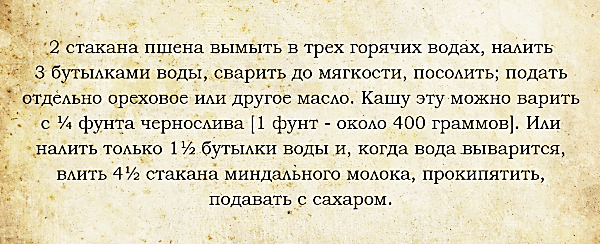 2 стакана пшена вымыть в трех горячих водах, налить
3 бутылками воды, сварить до мягкости, посолить; подать
отдельно ореховое или другое масло. Кашу эту можно варить
с ¼ фунта чернослива [1 фунт - около 400 граммов]. Или
налить только 1½ бутылки воды и, когда вода выварится,
влить 4½ стакана миндального молока, прокипятить,
подавать с сахаром.